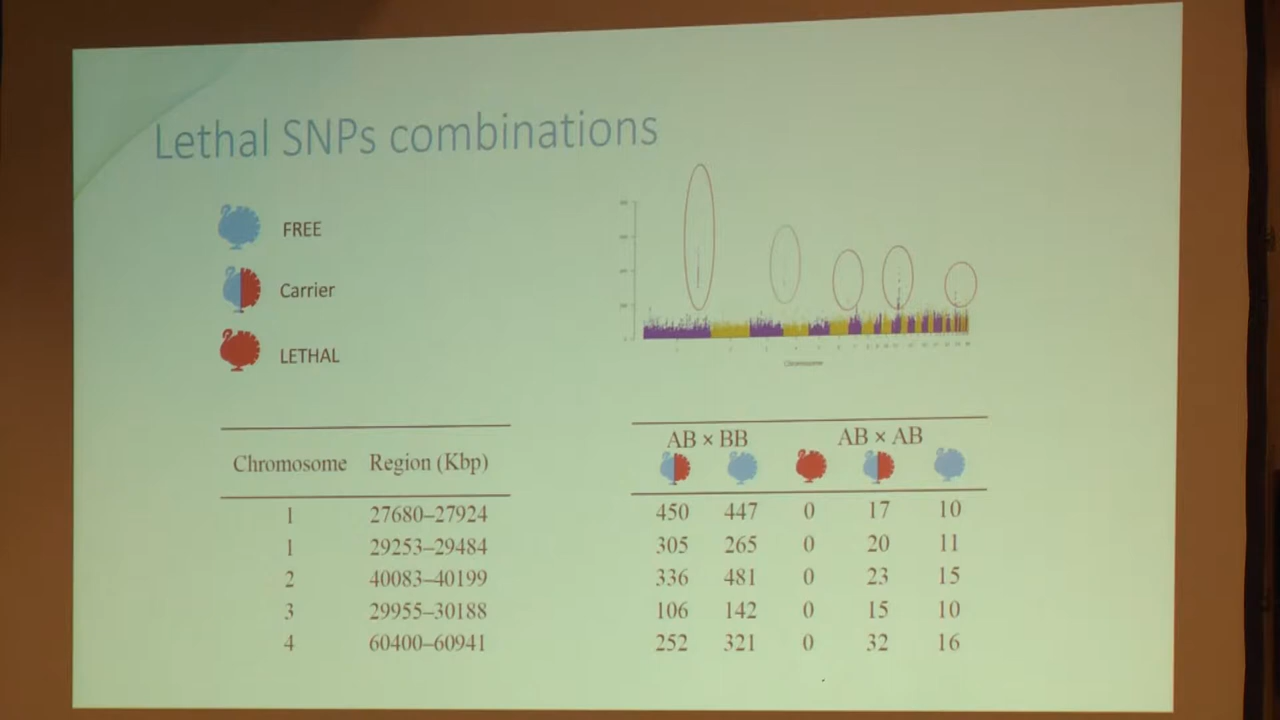 Lethal SNPs combinations
FREE
Carrier
LETHAL
Chromosome
Chromosome Region (Kbp)
1 27680–27924
1 29253–29484
2 40083–40199
3 29955–30188
4 60400–60941
AB × BB AB × AB
450 447 0 17 10
305 265 0 20 11
336 481 0 23 15
106 142 0 15 10
252 321 0 32 16